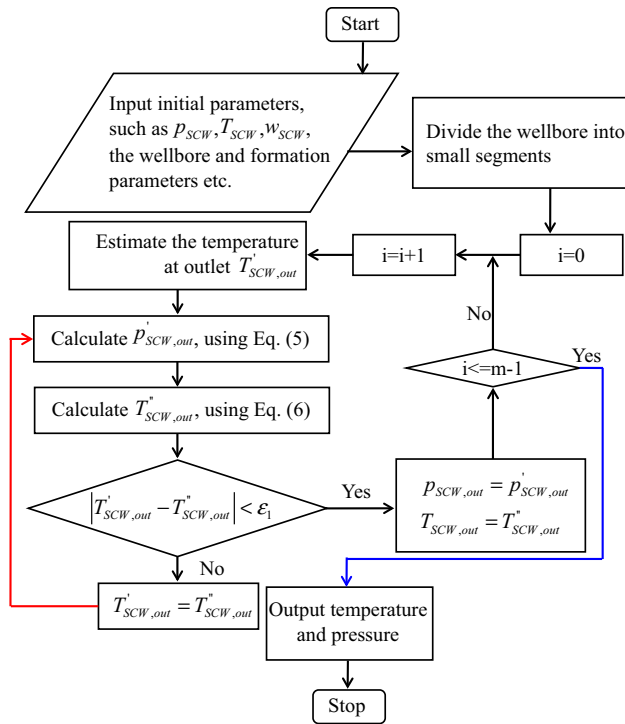 Start
Input initial parameters,
such as p_SCW, T_SCW, w_SCW,
the wellbore and formation
parameters etc.
Divide the wellbore into
small segments
Estimate the temperature
at outlet T'_SCW,out
i=i+1
i=0
Calculate p'_SCW,out, using Eq. (5)
No
Calculate T''_SCW,out, using Eq. (6)
i<=m-1
Yes
|T'_SCW,out − T''_SCW,out| < ε₁
Yes
p_SCW,out = p'_SCW,out
T_SCW,out = T''_SCW,out
No
T'_SCW,out = T''_SCW,out
Output temperature
and pressure
Stop